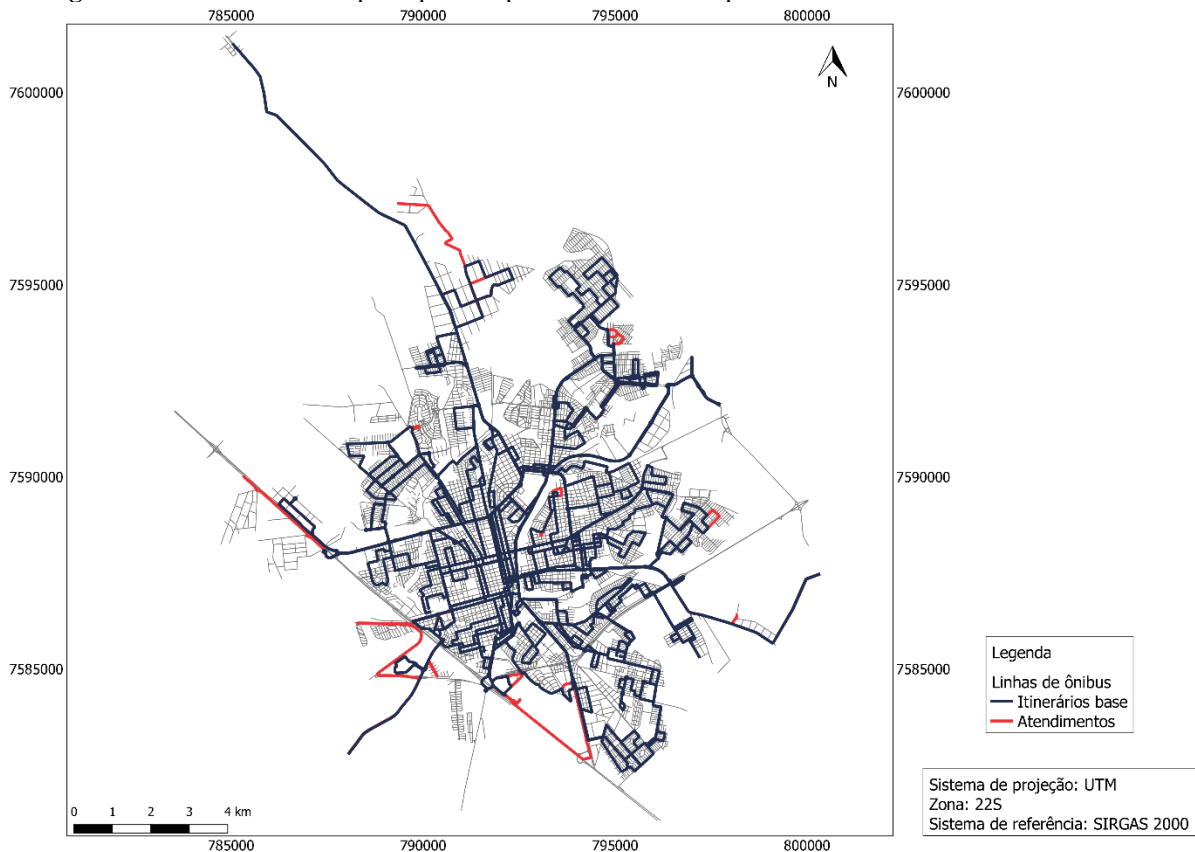 785000 790000 795000 800000
N
7600000 7600000
7595000 7595000
7590000 7590000
7585000 7585000
Legenda
Linhas de ônibus
Itinerários base
Atendimentos
0 1 2 3 4 km
Sistema de projeção: UTM
Zona: 22S
Sistema de referência: SIRGAS 2000
785000 790000 795000 800000